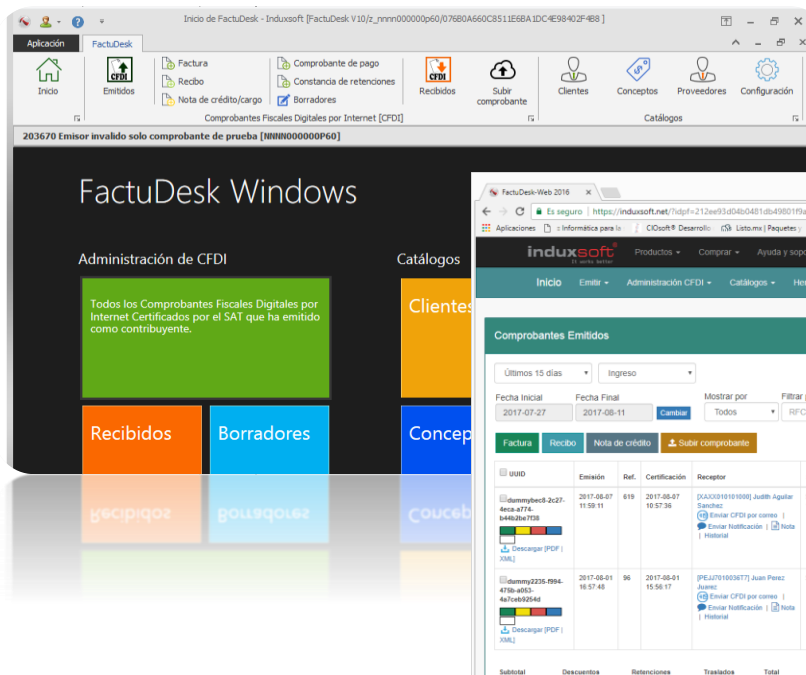 Inicio de FactuDesk - Induxsoft [FactuDesk V10/z_nnnn000000p60/076B0A660C8511E6BA1DC4E98402F4B8 ]
Aplicación FactuDesk
Inicio
CFDI
Emitidos
Factura
Recibo
Nota de crédito/cargo
Comprobante de pago
Constancia de retenciones
Borradores
Comprobantes Fiscales Digitales por Internet [CFDI]
CFDI
Recibidos
Subir
comprobante
Clientes
Conceptos
Proveedores
Configuración
Catálogos
203670 Emisor invalido solo comprobante de prueba [NNNN000000P60]
FactuDesk Windows
Administración de CFDI
Catálogos
Todos los Comprobantes Fiscales Digitales por
Internet Certificados por el SAT que ha emitido
como contribuyente.
Clientes
Recibidos
Borradores
Concep
FactuDesk-Web 2016
Es seguro https://induxsoft.net/?idpf=212ee93d04b0481db49801f9a
Aplicaciones
CIOsoft® Desarrollo
Listo.mx | Paquetes y
induxsoft
It works better
Productos
Comprar
Ayuda y sopo
Inicio
Emitir
Administración CFDI
Catálogos
Her
Comprobantes Emitidos
Últimos 15 días
Ingreso
Fecha Inicial
Fecha Final
Mostrar por
Filtrar
2017-07-27
2017-08-11
Cambiar
Todos
RFC
Factura
Recibo
Nota de crédito
Subir comprobante
UUID
Emisión
Ref.
Certificación
Receptor
dummybec8-2c27-
4eca-a774-
b44b2be7f38
2017-08-07
11:59:11
619
2017-08-07
10:57:36
[XAXX010101000] Judith Aguilar
Sanchez
Enviar CFDI por correo |
Enviar Notificación | Nota
| Historial
Descargar [PDF |
XML]
dummy2235-f994-
475b-a053-
4a7ceb9254d
2017-08-01
16:57:48
96
2017-08-01
15:56:17
[PEJJ7010036T7] Juan Perez
Juarez
Enviar CFDI por correo |
Enviar Notificación | Nota
| Historial
Descargar [PDF |
XML]
Subtotal
Descuentos
Retenciones
Traslados
Total